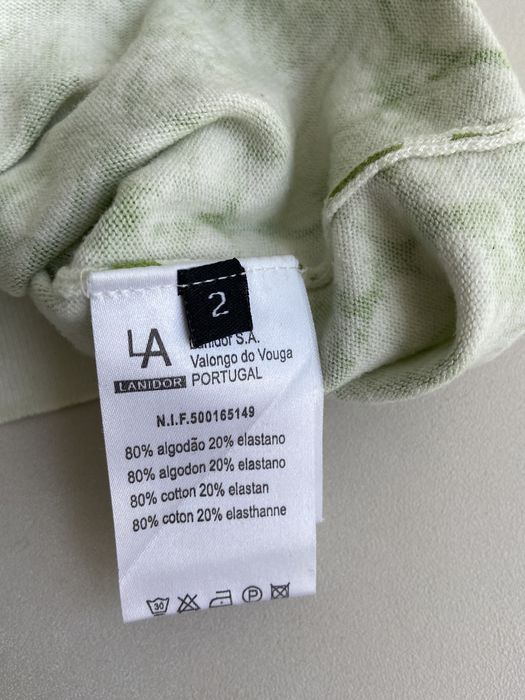 2
LA
LANIDOR
Lanidor S.A.
Valongo do Vouga
PORTUGAL
N.I.F.500165149
80% algodão 20% elastano
80% algodon 20% elastano
80% cotton 20% elastan
80% coton 20% elasthanne
30 P